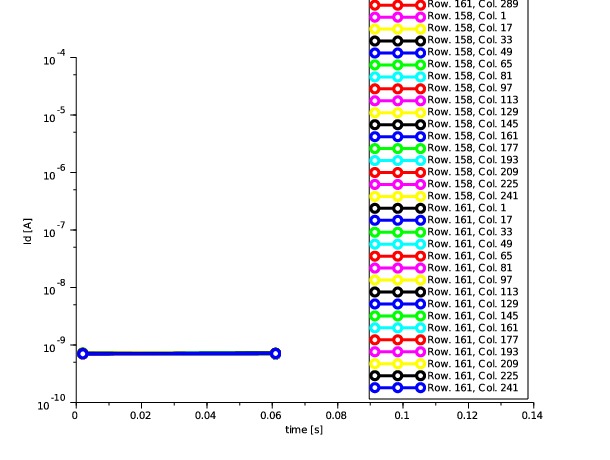 Row. 161, Col. 289
Row. 158, Col. 1
Row. 158, Col. 17
Row. 158, Col. 33
Row. 158, Col. 49
Row. 158, Col. 65
Row. 158, Col. 81
Row. 158, Col. 97
Row. 158, Col. 113
Row. 158, Col. 129
Row. 158, Col. 145
Row. 158, Col. 161
Row. 158, Col. 177
Row. 158, Col. 193
Row. 158, Col. 209
Row. 158, Col. 225
Row. 158, Col. 241
Row. 161, Col. 1
Row. 161, Col. 17
Row. 161, Col. 33
Row. 161, Col. 49
Row. 161, Col. 65
Row. 161, Col. 81
Row. 161, Col. 97
Row. 161, Col. 113
Row. 161, Col. 129
Row. 161, Col. 145
Row. 161, Col. 161
Row. 161, Col. 177
Row. 161, Col. 193
Row. 161, Col. 209
Row. 161, Col. 225
Row. 161, Col. 241
10^-4
10^-5
10^-6
10^-7
10^-8
10^-9
10^-10
Id [A]
0 0.02 0.04 0.06 0.08 0.1 0.12 0.14
time [s]